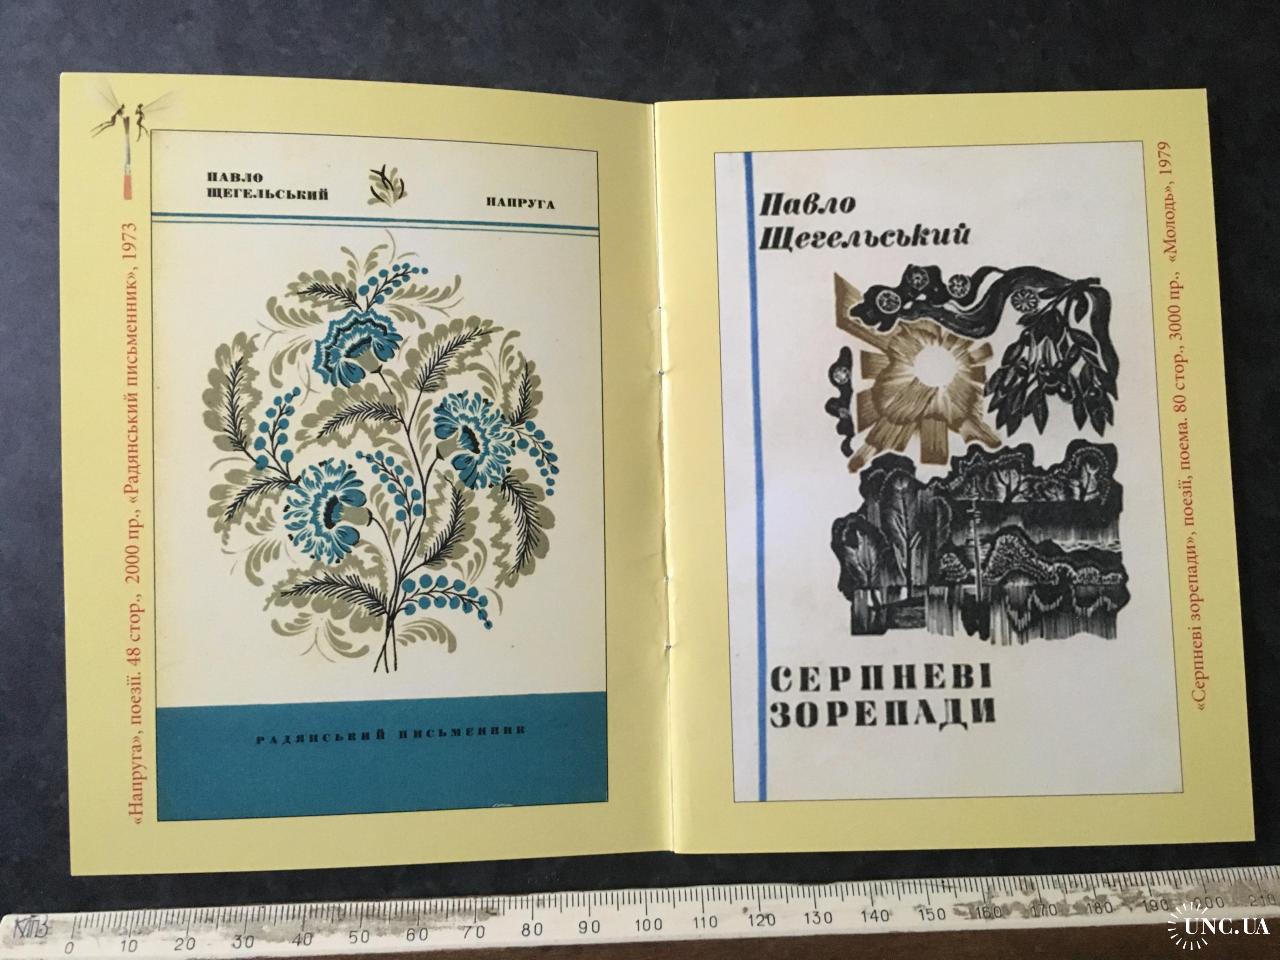 «Напруга», поезії. 48 стор., 2000 пр., «Радянський письменник», 1973
ПАВЛО
ЩЕГЕЛЬСЬКИЙ
НАПРУГА
РАДЯНСЬКИЙ ПИСЬМЕННИК
Павло
Щегельський
СЕРПНЕВІ
ЗОРЕПАДИ
«Серпневі зорепади», поезії, поема. 80 стор., 3000 пр., «Молодь», 1979
0 10 20 30 40 50 60 70 80 90 100 110 120 130 140 150 160 170 180 190 200 210
UNC.UA